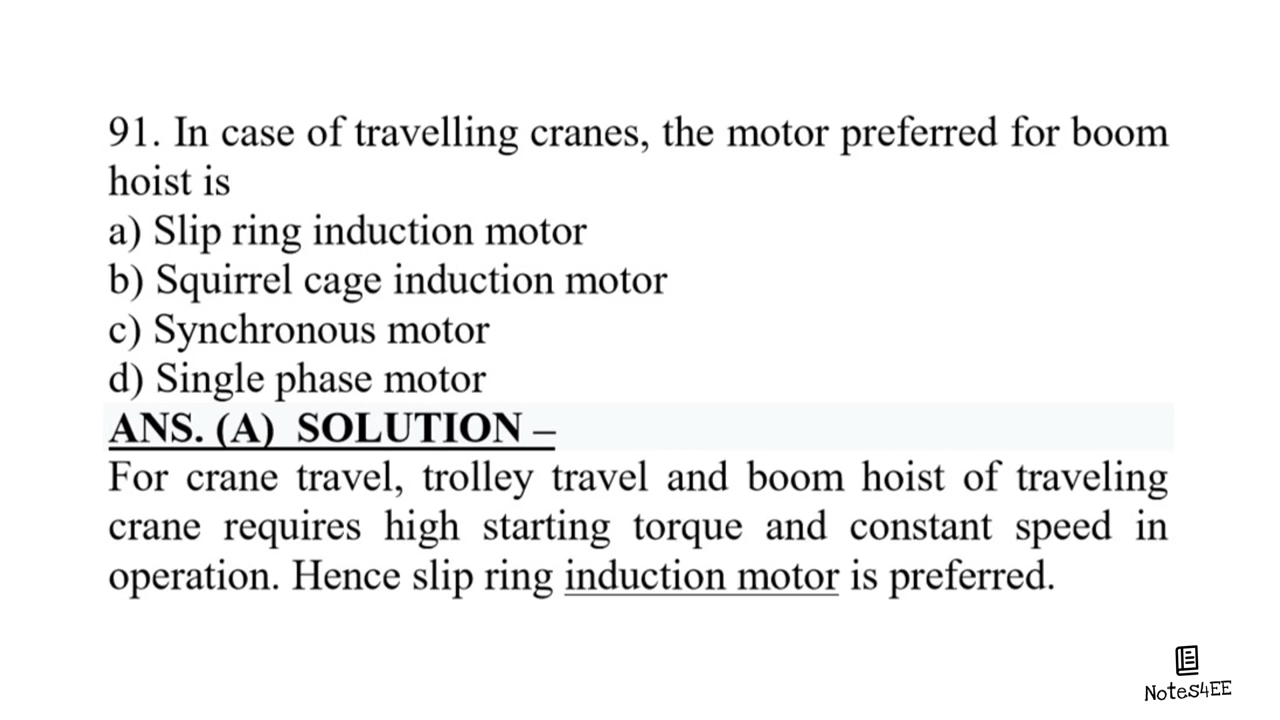 91. In case of travelling cranes, the motor preferred for boom
hoist is
a) Slip ring induction motor
b) Squirrel cage induction motor
c) Synchronous motor
d) Single phase motor
ANS. (A)  SOLUTION –
For crane travel, trolley travel and boom hoist of traveling
crane requires high starting torque and constant speed in
operation. Hence slip ring induction motor is preferred.
Notes4EE